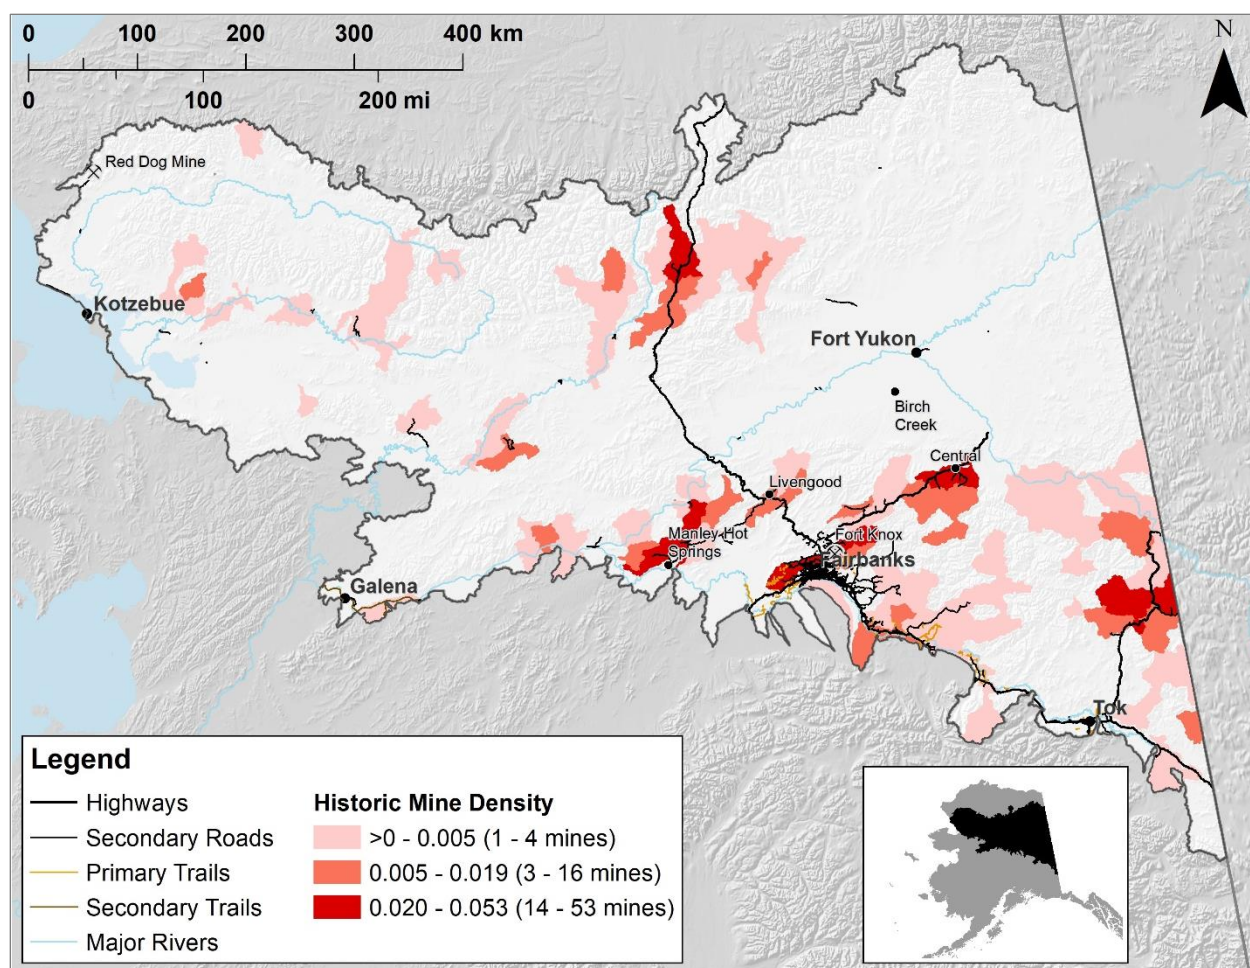 0 100 200 300 400 km
0 100 200 mi
N
Red Dog Mine
Kotzebue
Fort Yukon
Birch
Creek
Central
Livengood
Manley Hot
Springs
Fort Knox
Fairbanks
Galena
Tok
Legend
Highways
Secondary Roads
Primary Trails
Secondary Trails
Major Rivers
Historic Mine Density
>0 - 0.005 (1 - 4 mines)
0.005 - 0.019 (3 - 16 mines)
0.020 - 0.053 (14 - 53 mines)